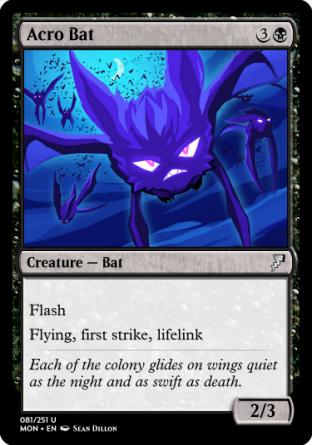 Acro Bat 3
Creature — Bat
Flash
Flying, first strike, lifelink
Each of the colony glides on wings quiet
as the night and as swift as death.
2/3
081/251 U
MON • EN Sean Dillon